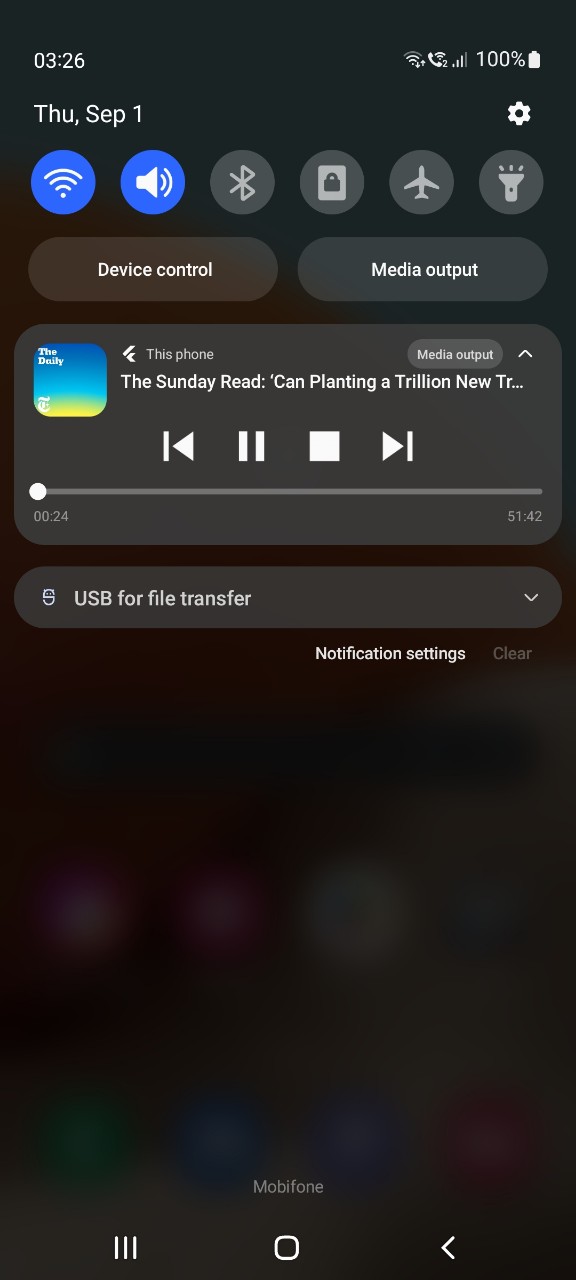 03:26
100%
Thu, Sep 1
Device control
Media output
The
Daily
This phone
Media output
The Sunday Read: ‘Can Planting a Trillion New Tr…
00:24
51:42
USB for file transfer
Notification settings
Clear
Mobifone